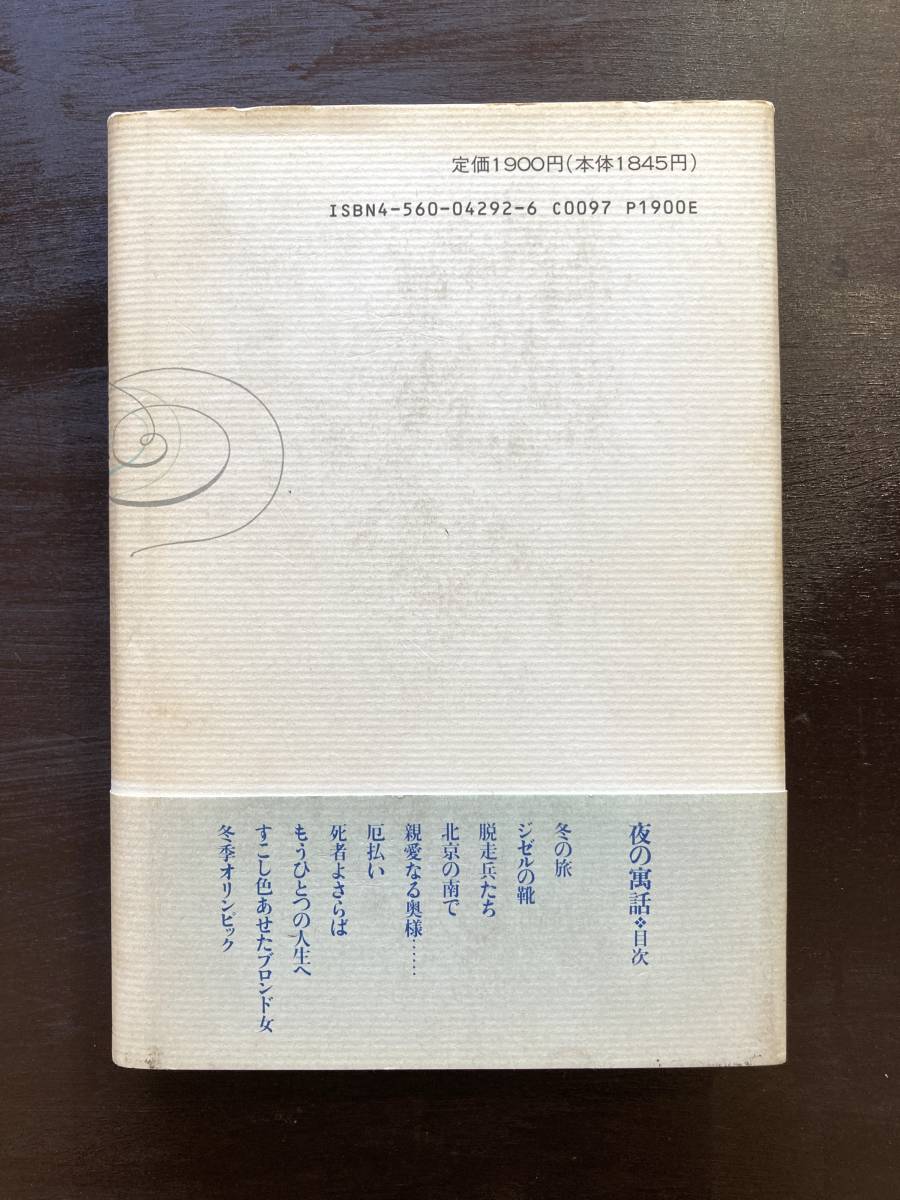 定価1900円(本体1845円)
ISBN4-560-04292-6 C0097 P1900E
夜の寓話❖目次
冬の旅
ジゼルの靴
脱走兵たち
北京の南で
親愛なる奥様……
厄払い
死者よさらば
もうひとつの人生へ
すこし色あせたブロンド女
冬季オリンピック